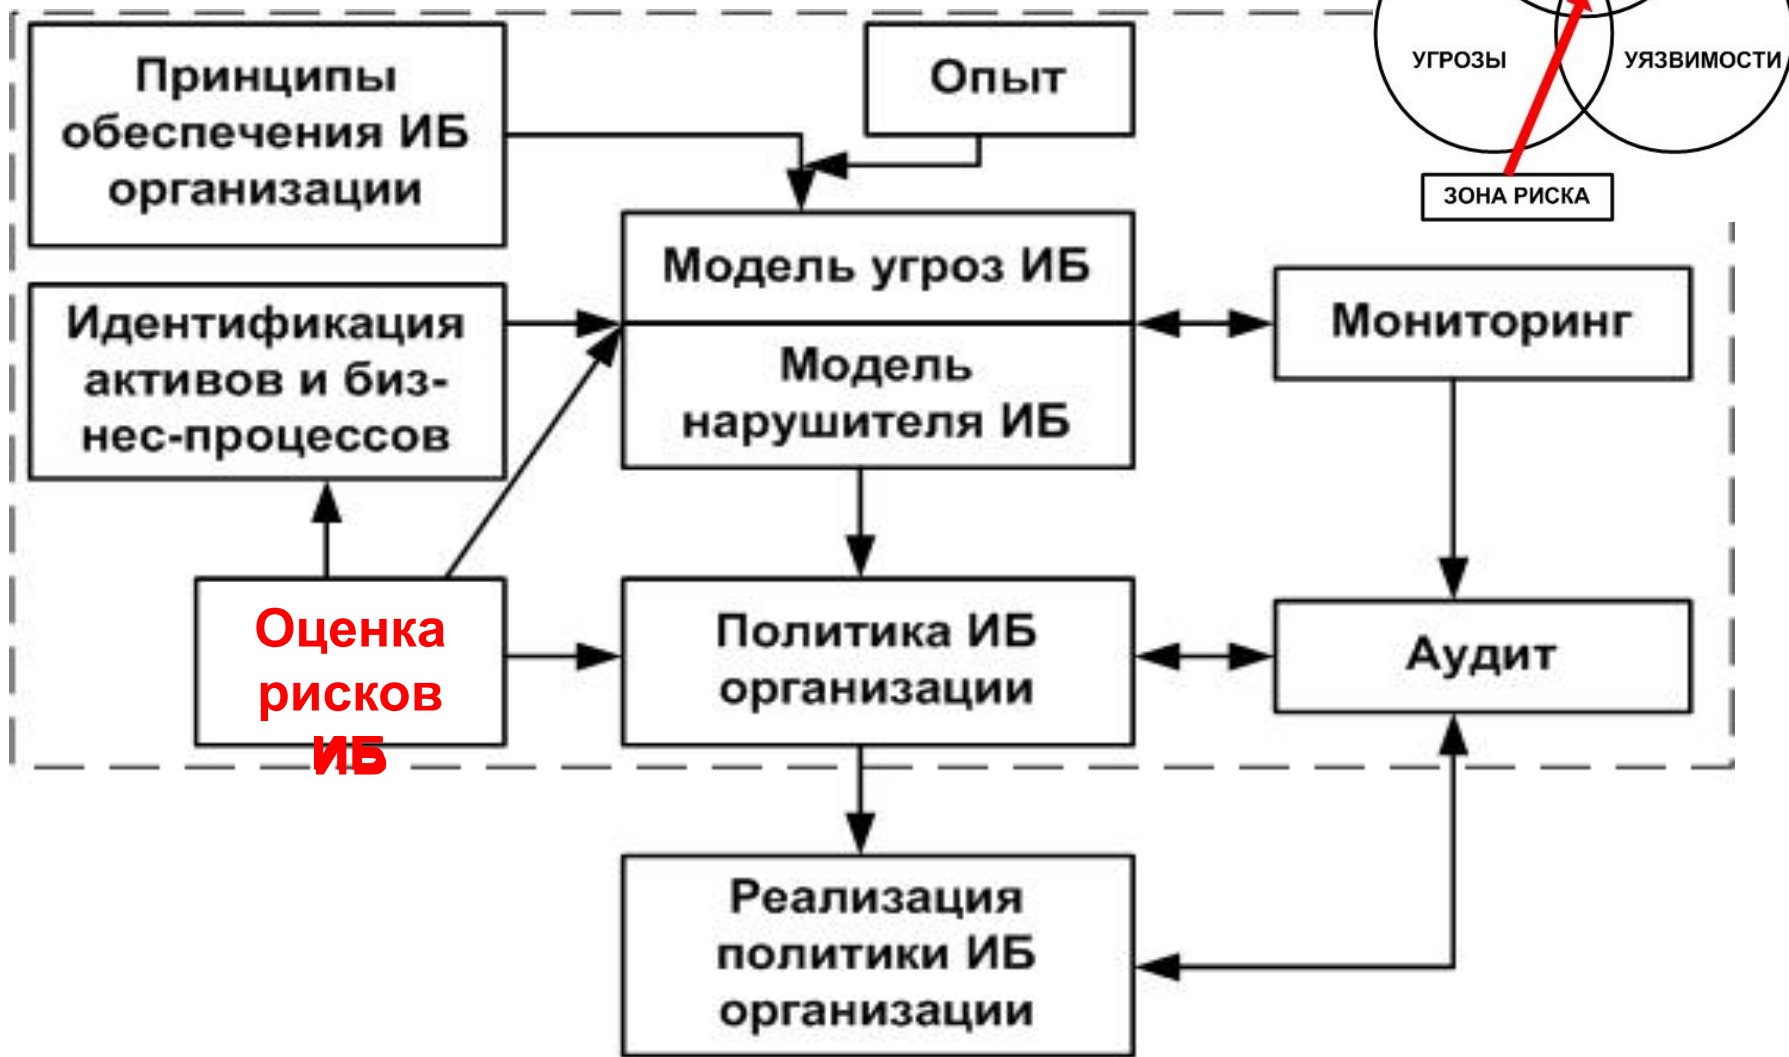 Принципы
обеспечения ИБ
организации
Опыт
УГРОЗЫ
УЯЗВИМОСТИ
ЗОНА РИСКА
Модель угроз ИБ
Модель
нарушителя ИБ
Идентификация
активов и биз-
нес-процессов
Мониторинг
Оценка
рисков
ИБ
Политика ИБ
организации
Аудит
Реализация
политики ИБ
организации